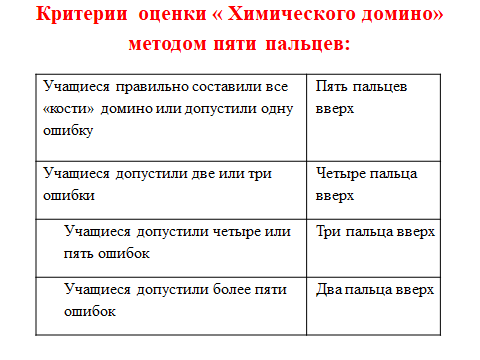 Критерии оценки « Химического домино»
методом пяти пальцев:
Учащиеся правильно составили все
«кости» домино или допустили одну
ошибку
Пять пальцев
вверх
Учащиеся допустили две или три
ошибки
Четыре пальца
вверх
Учащиеся допустили четыре или
пять ошибок
Три пальца вверх
Учащиеся допустили более пяти
ошибок
Два пальца вверх